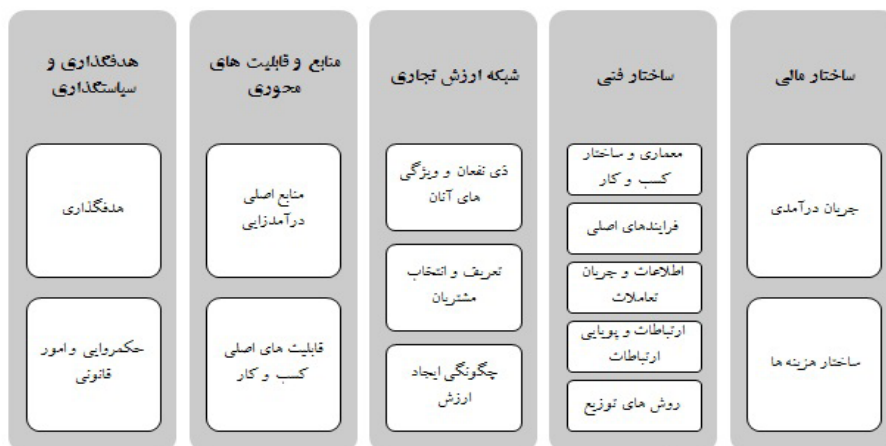 ساختار مالی
جریان درآمدی
ساختار هزینه ها
ساختار فنی
معماری و ساختار
کسب و کار
فرایندهای اصلی
اطلاعات و جریان
تعاملات
ارتباطات و پویایی
ارتباطات
روش های توزیع
شبکه ارزش تجاری
ذی نفعان و ویژگی
های آنان
تعریف و انتخاب
مشتریان
چگونگی ایجاد
ارزش
منابع و قابلیت های
محوری
منابع اصلی
درآمدزایی
قابلیت های اصلی
کسب و کار
هدفگذاری و
سیاستگذاری
هدفگذاری
حکمروایی و امور
قانونی